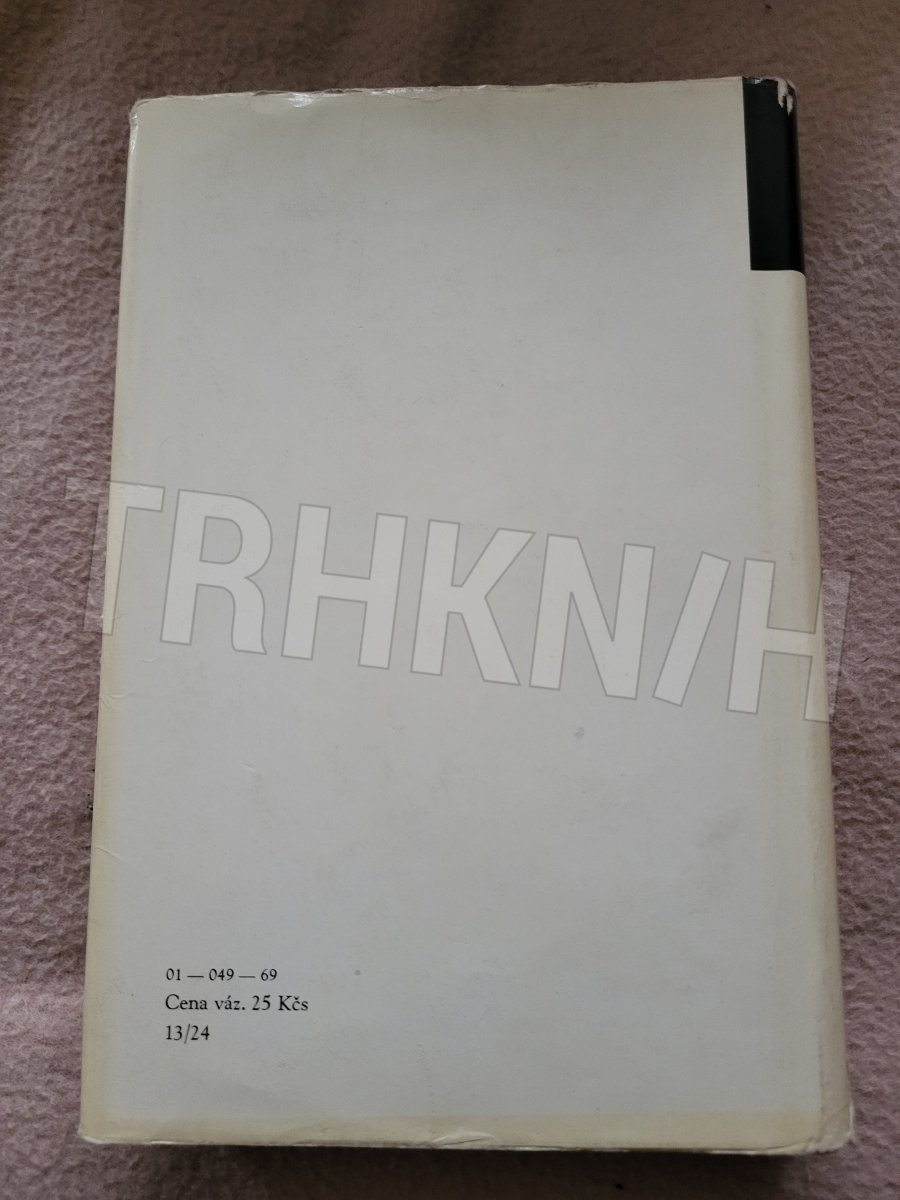 TRHKNIH
01 — 049 — 69
Cena váz. 25 Kčs
13/24